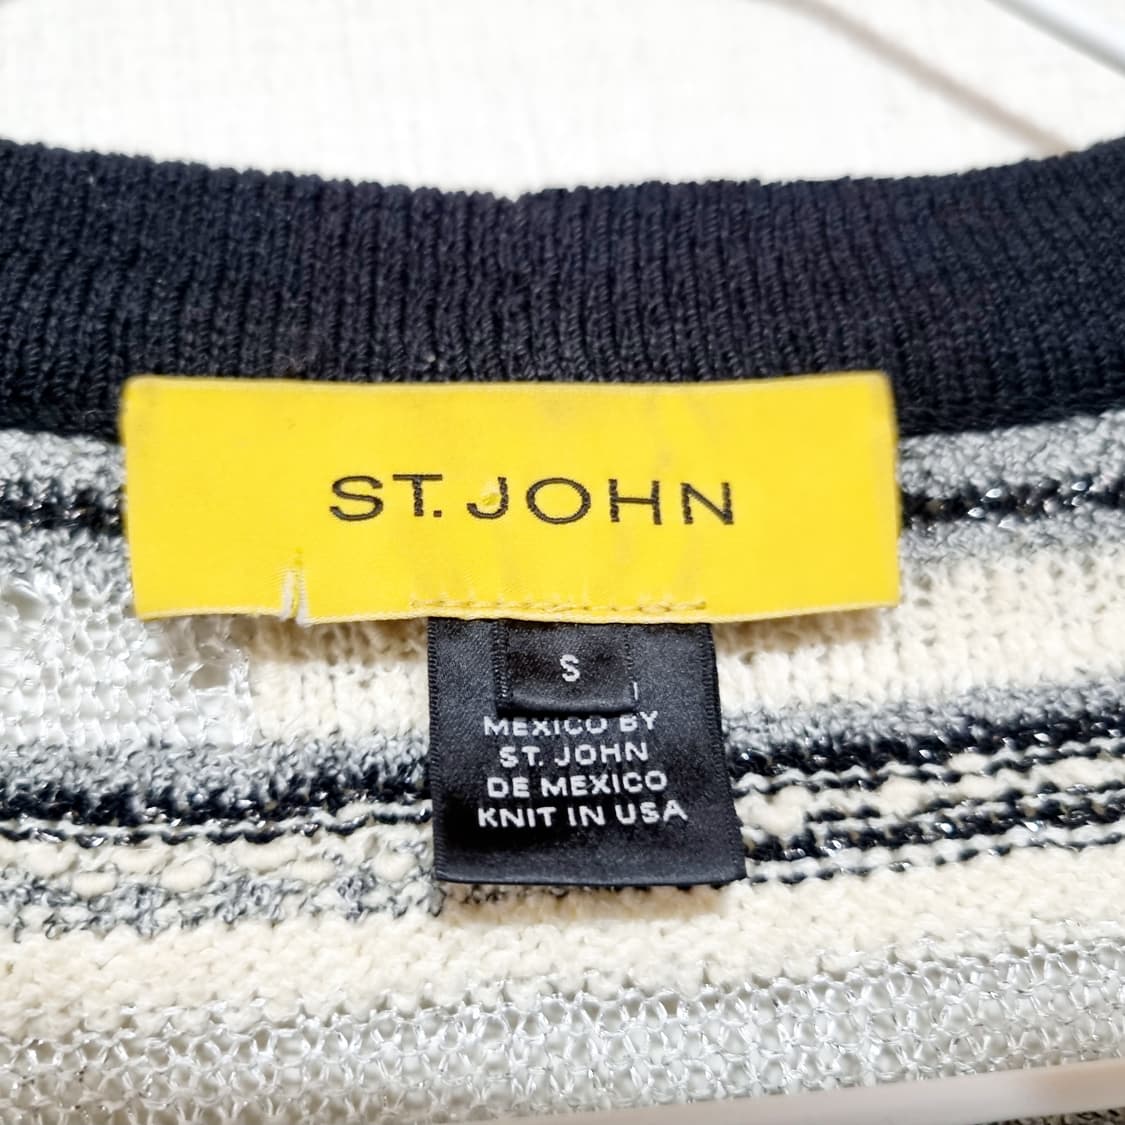 ST. JOHN
S
MEXICO BY
ST. JOHN
DE MEXICO
KNIT IN USA